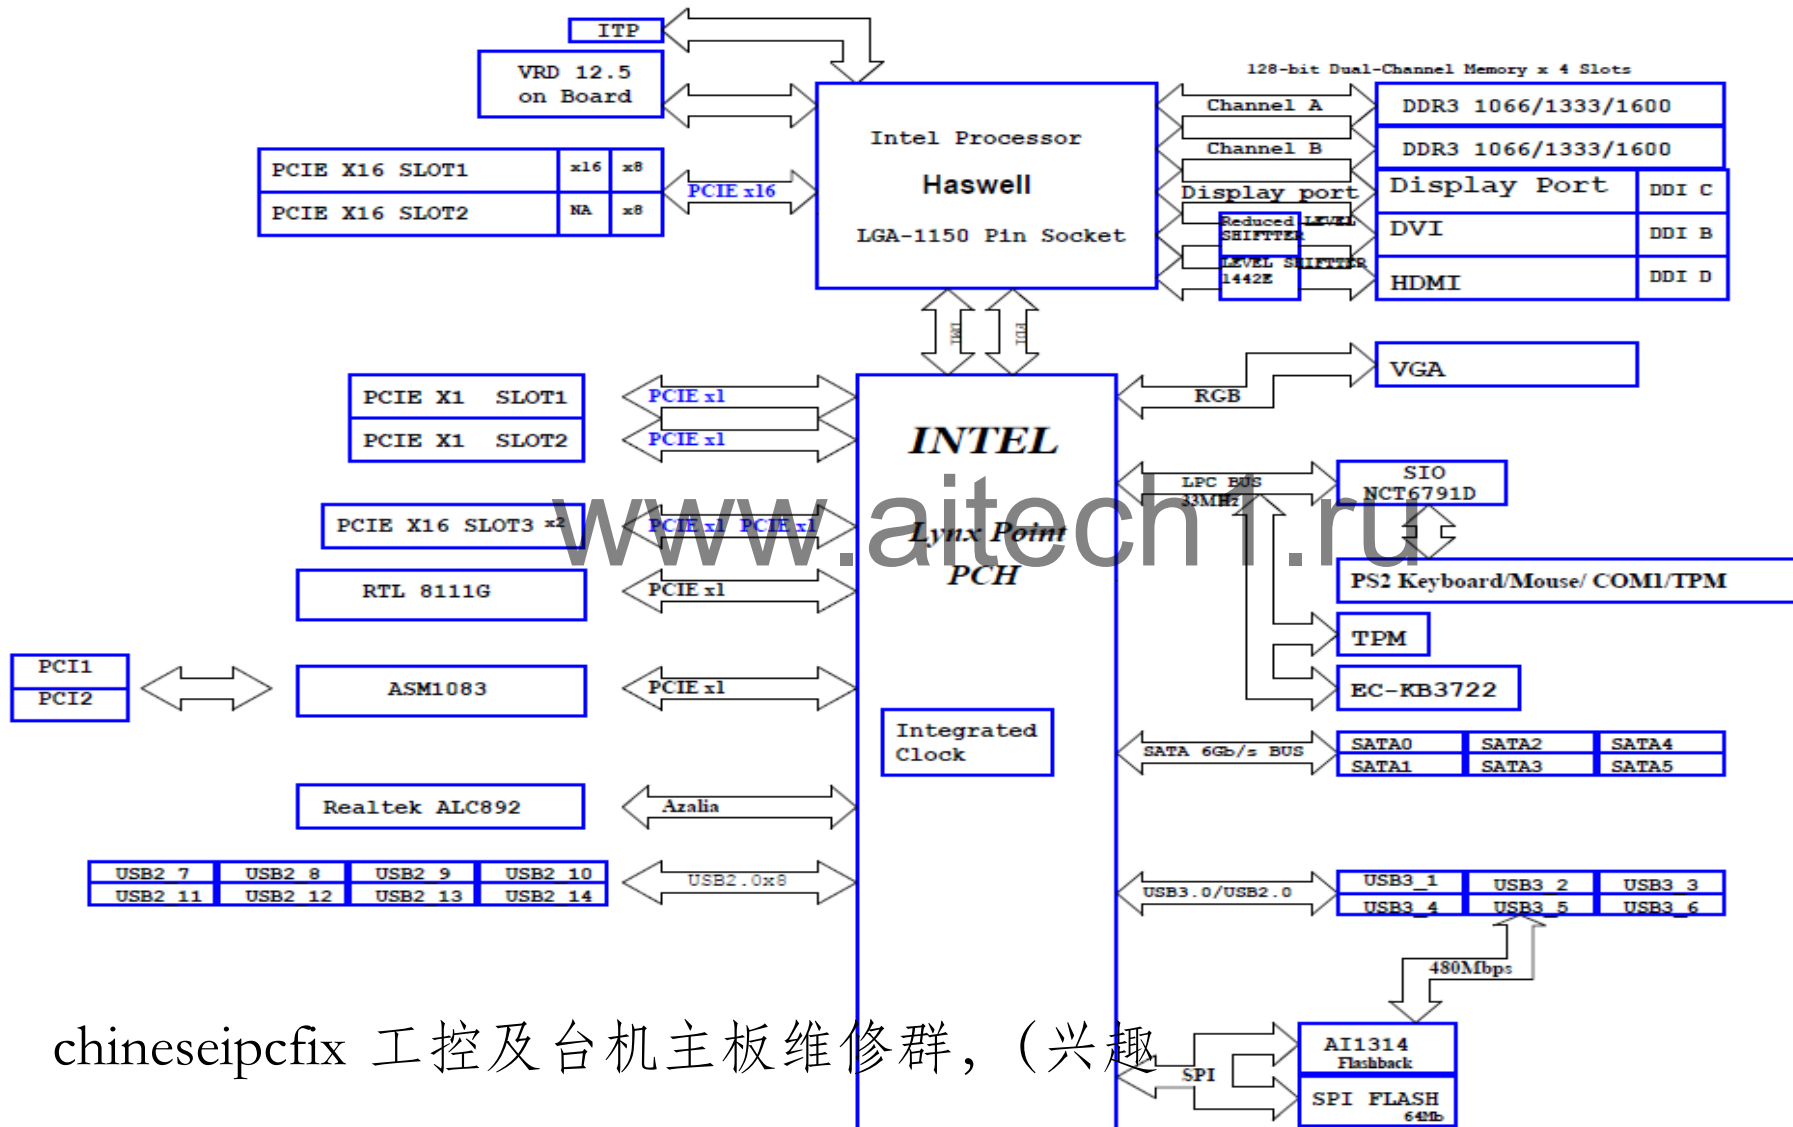 ITP
VRD 12.5
on Board
128-bit Dual-Channel Memory x 4 Slots
Intel Processor
Haswell
LGA-1150 Pin Socket
Channel A
DDR3 1066/1333/1600
Channel B
DDR3 1066/1333/1600
PCIE X16 SLOT1 x16 x8
PCIE X16 SLOT2 NA x8
PCIE x16
Display port
Display Port DDI C
Reduced LEVEL
SHIFTTER
DVI DDI B
LEVEL SHIFTTER
1442E
HDMI DDI D
DMI
FDI
RGB
VGA
PCIE X1 SLOT1
PCIE x1
PCIE X1 SLOT2
PCIE x1
INTEL
Lynx Point
PCH
LPC BUS
33MHz
SIO
NCT6791D
www.aitech1.ru
PCIE X16 SLOT3 x2
PCIE x1 PCIE x1
PS2 Keyboard/Mouse/ COM1/TPM
RTL 8111G
PCIE x1
TPM
EC-KB3722
PCI1
PCI2
ASM1083
PCIE x1
Integrated
Clock
SATA 6Gb/s BUS
SATA0 SATA2 SATA4
SATA1 SATA3 SATA5
Realtek ALC892
Azalia
USB2_7 USB2_8 USB2_9 USB2_10
USB2_11 USB2_12 USB2_13 USB2_14
USB2.0x8
USB3.0/USB2.0
USB3_1 USB3_2 USB3_3
USB3_4 USB3_5 USB3_6
480Mbps
chineseipcfix 工控及台机主板维修群，（兴趣
SPI
AI1314
Flashback
SPI FLASH
64Mb